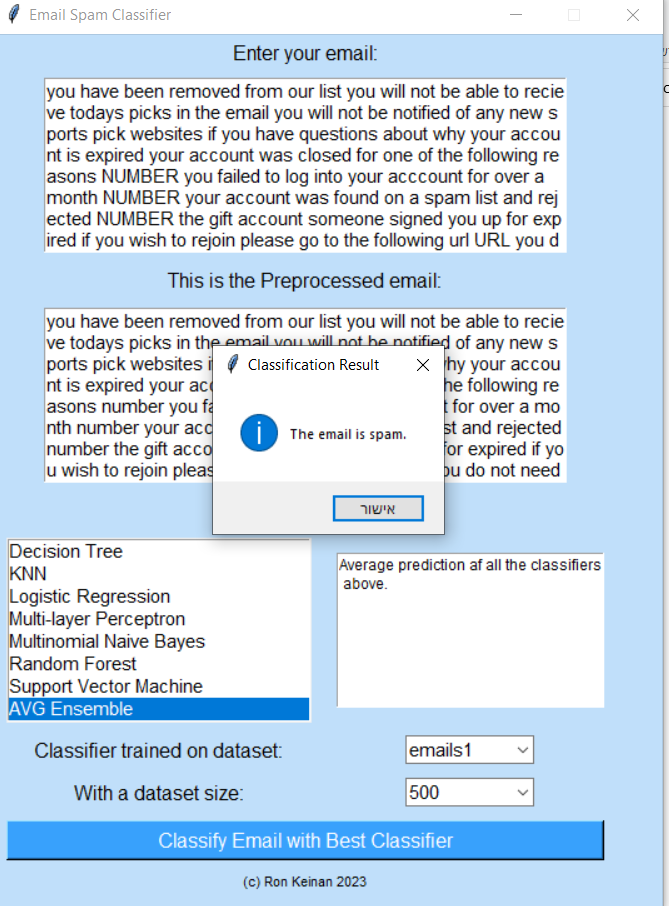 Email Spam Classifier
Enter your email:
you have been removed from our list you will not be able to recie
ve todays picks in the email you will not be notified of any new s
ports pick websites if you have questions about why your accou
nt is expired your account was closed for one of the following re
asons NUMBER you failed to log into your acccount for over a
month NUMBER your account was found on a spam list and rej
ected NUMBER the gift account someone signed you up for exp
ired if you wish to rejoin please go to the following url URL you d
This is the Preprocessed email:
you have been removed from our list you will not be able to recie
ve todays picks in the email you will not be notified of any new s
ports pick websites
hy your accou
nt is expired your
he following re
asons number you
t for over a mo
nth number your
st and rejected
number the gift
for expired if yo
u wish to rejoin
ou do not need
Classification Result
The email is spam.
אישור
Decision Tree
KNN
Logistic Regression
Multi-layer Perceptron
Multinomial Naive Bayes
Random Forest
Support Vector Machine
AVG Ensemble
Average prediction af all the classifiers
above.
Classifier trained on dataset:
emails1
With a dataset size:
500
Classify Email with Best Classifier
(c) Ron Keinan 2023